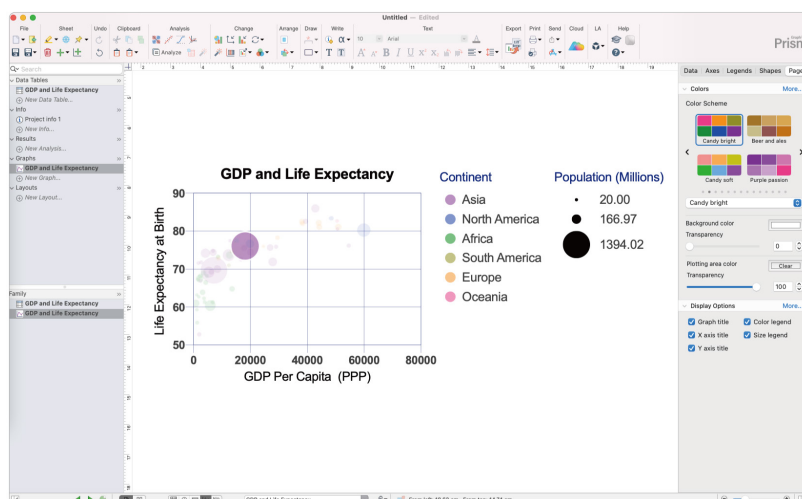 Untitled — Edited
File Sheet Undo Clipboard Analysis Change Arrange Draw Write Text Export Print Send Cloud LA Help
Analyze
10 Arial
Prism
Search
Data Tables
GDP and Life Expectancy
New Data Table...
Info
Project info 1
New Info...
Results
New Analysis...
Graphs
GDP and Life Expectancy
New Graph...
Layouts
New Layout...
Family
GDP and Life Expectancy
GDP and Life Expectancy
GDP and Life Expectancy
Life Expectancy at Birth
90
80
70
60
50
0 20000 40000 60000 80000
GDP Per Capita (PPP)
Continent
Asia
North America
Africa
South America
Europe
Oceania
Population (Millions)
20.00
166.97
1394.02
Data Axes Legends Shapes Page
Colors More...
Color Scheme
Candy bright Beer and ales
Candy soft Purple passion
Candy bright
Background color
Transparency
0
Plotting area color Clear
Transparency
100
Display Options More...
Graph title Color legend
X axis title Size legend
Y axis title
GDP and Life Expectancy